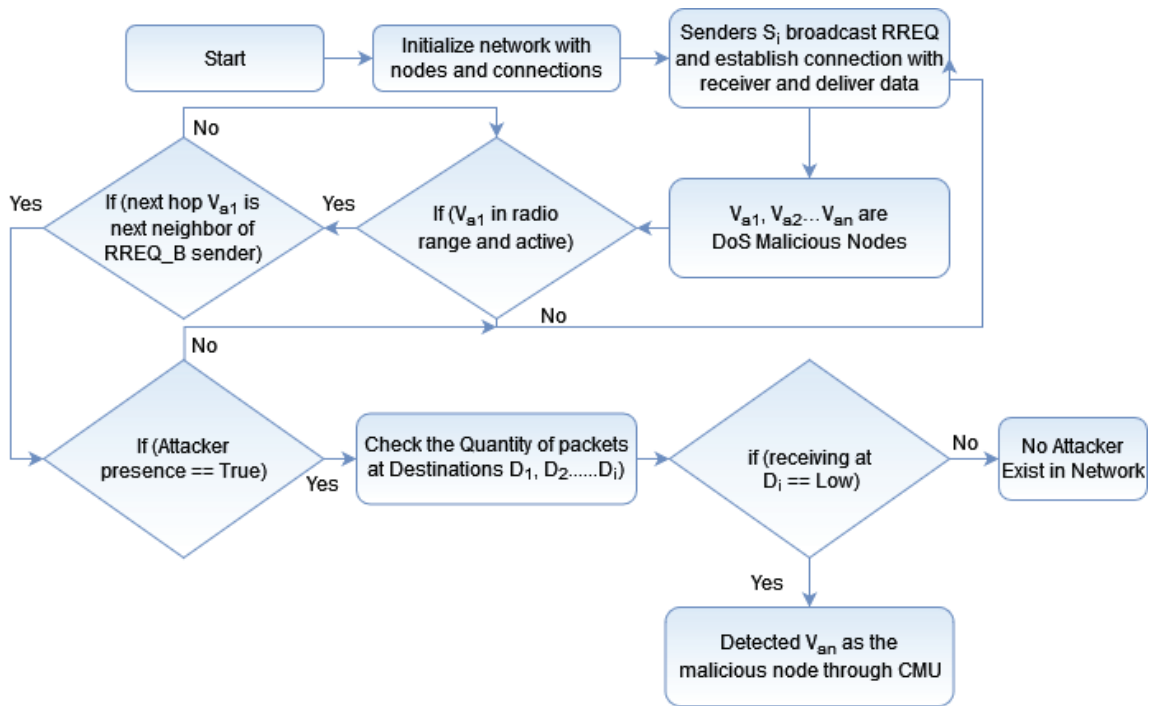 Start
Initialize network with
nodes and connections
Senders Si broadcast RREQ
and establish connection with
receiver and deliver data
No
Yes
If (next hop Va1 is
next neighbor of
RREQ_B sender)
Yes
If (Va1 in radio
range and active)
Va1, Va2...Van are
DoS Malicious Nodes
No
No
If (Attacker
presence == True)
Yes
Check the Quantity of packets
at Destinations D1, D2......Di)
if (receiving at
Di == Low)
No
No Attacker
Exist in Network
Yes
Detected Van as the
malicious node through CMU